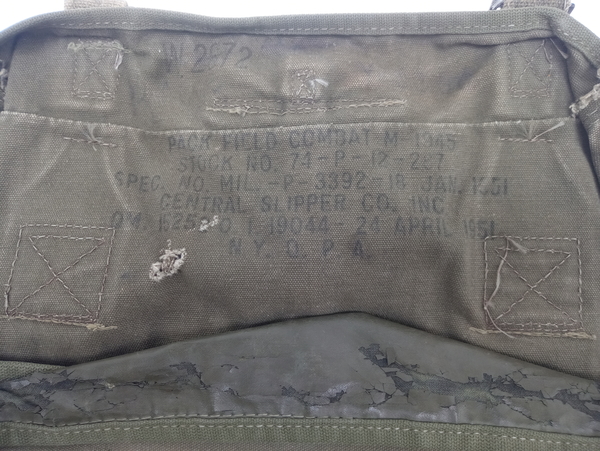 W 2672
PACK FIELD COMBAT M 1945
STOCK NO. 74-P-12-287
SPEC. NO. MIL.-P-3392-18 JAN. 1951
CENTRAL SLIPPER CO. INC
19044 - 24 APRIL 1951
N.Y. Q. P. A.